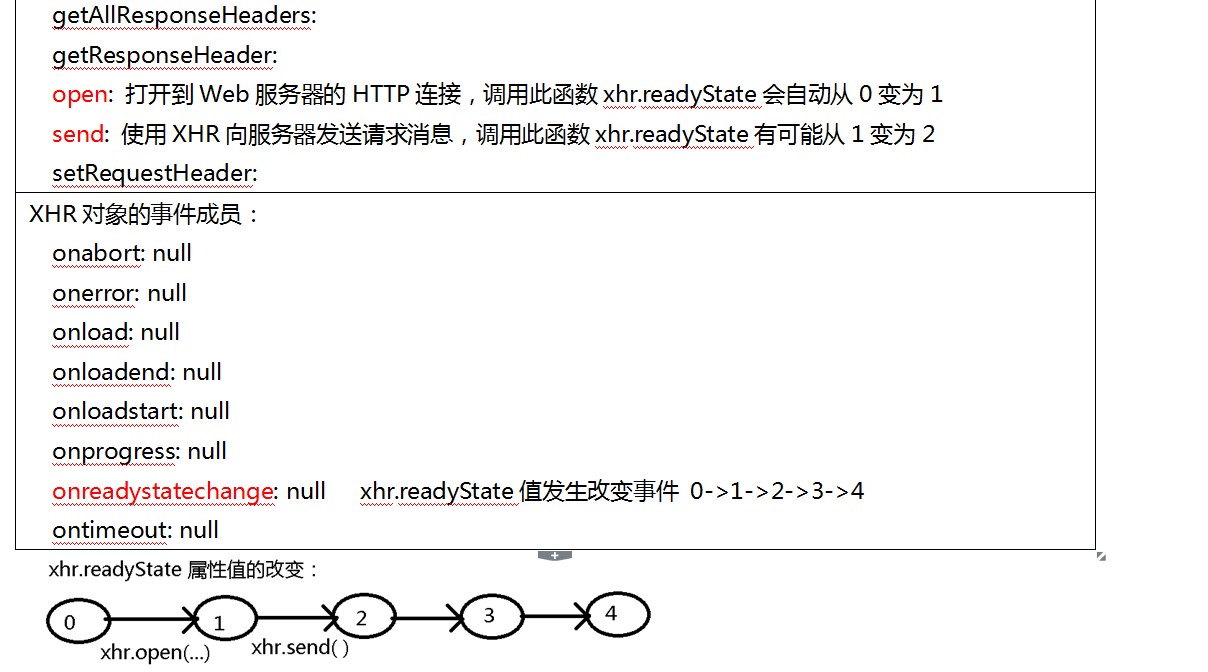 getAllResponseHeaders:
getResponseHeader:
open: 打开到 Web 服务器的 HTTP 连接，调用此函数 xhr.readyState 会自动从 0 变为 1
send: 使用 XHR 向服务器发送请求消息，调用此函数 xhr.readyState 有可能从 1 变为 2
setRequestHeader:
XHR 对象的事件成员：
onabort: null
onerror: null
onload: null
onloadend: null
onloadstart: null
onprogress: null
onreadystatechange: null xhr.readyState 值发生改变事件 0->1->2->3->4
ontimeout: null
xhr.readyState 属性值的改变：
0 1 2 3 4
xhr.open(...) xhr.send( )